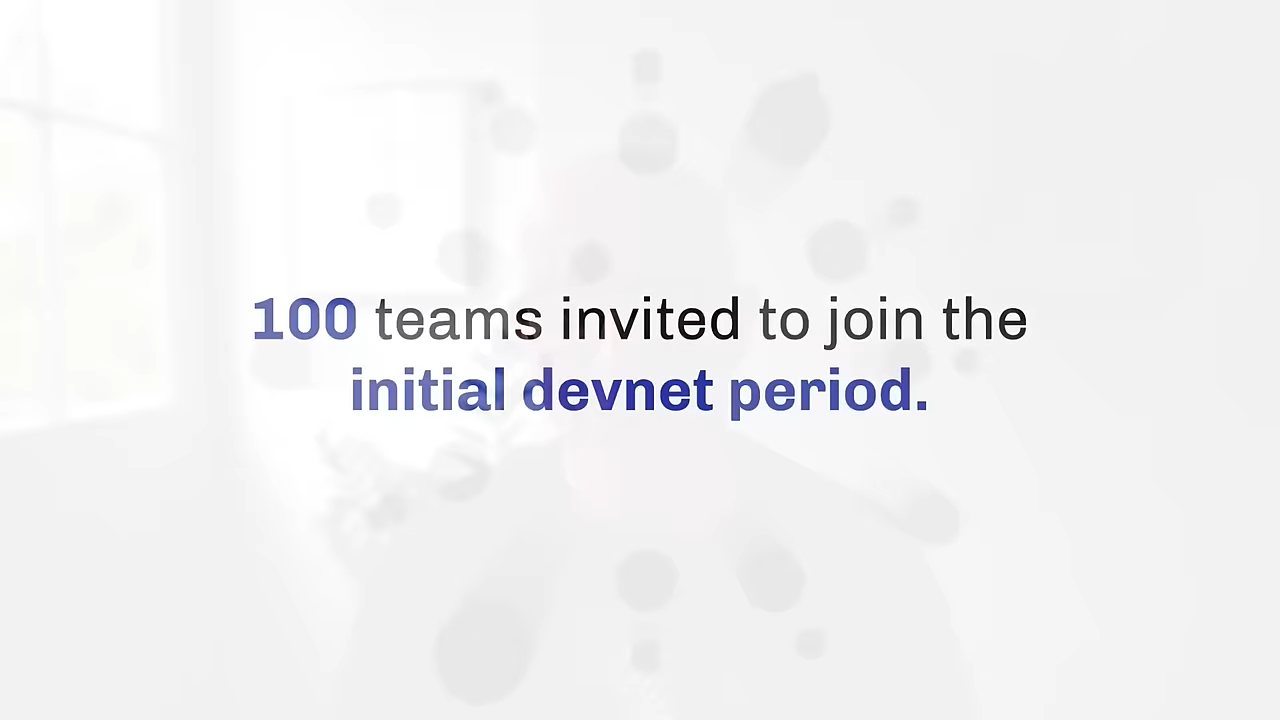 100 teams invited to join the
initial devnet period.